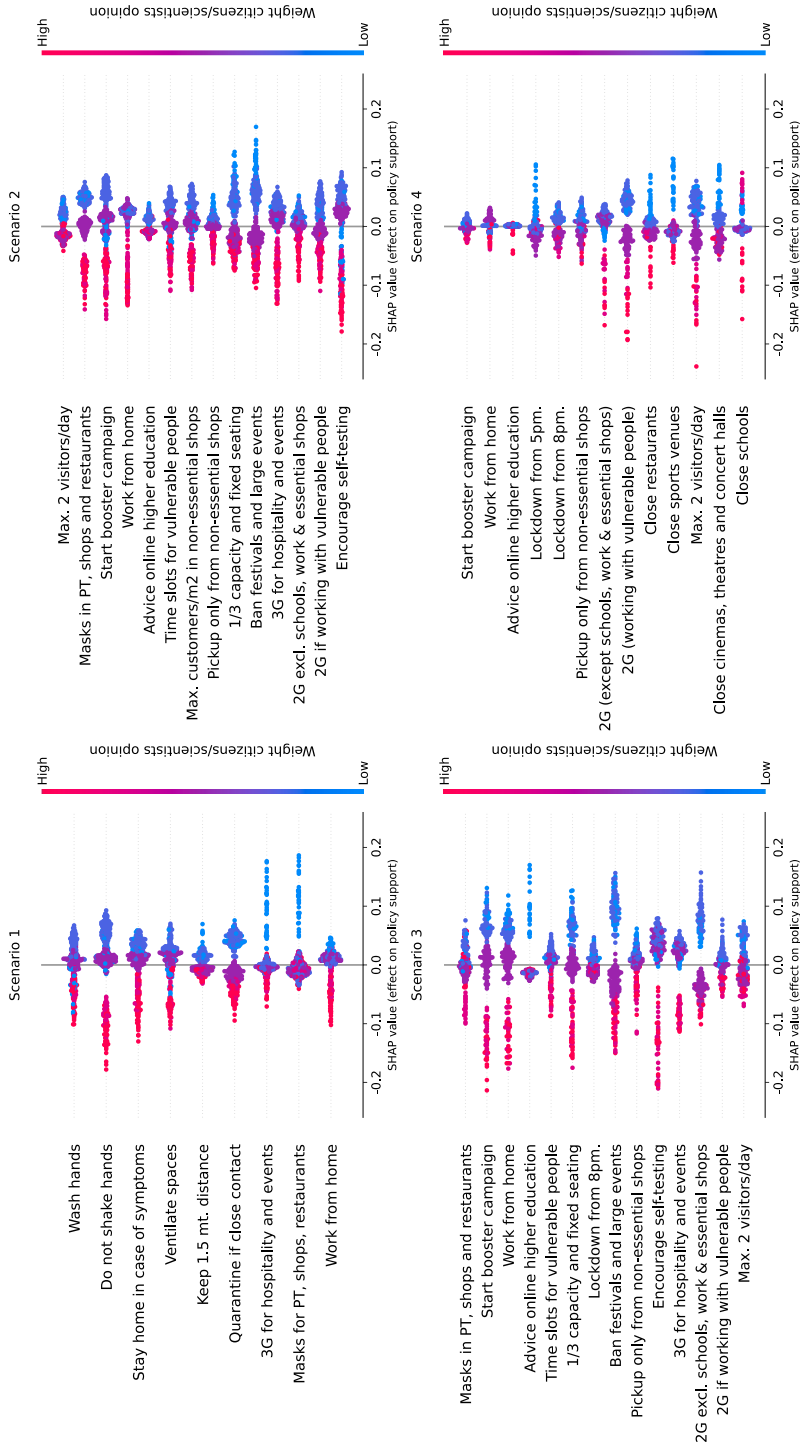 Scenario 1
Wash hands
Do not shake hands
Stay home in case of symptoms
Ventilate spaces
Keep 1.5 mt. distance
Quarantine if close contact
3G for hospitality and events
Masks for PT, shops, restaurants
Work from home
-0.2 -0.1 0.0 0.1 0.2
SHAP value (effect on policy support)
High
Low
Weight citizens/scientists opinion
Scenario 2
Max. 2 visitors/day
Masks in PT, shops and restaurants
Start booster campaign
Work from home
Advice online higher education
Time slots for vulnerable people
Max. customers/m2 in non-essential shops
Pickup only from non-essential shops
1/3 capacity and fixed seating
Ban festivals and large events
3G for hospitality and events
2G excl. schools, work & essential shops
2G if working with vulnerable people
Encourage self-testing
-0.2 -0.1 0.0 0.1 0.2
SHAP value (effect on policy support)
High
Low
Weight citizens/scientists opinion
Scenario 3
Masks in PT, shops and restaurants
Start booster campaign
Work from home
Advice online higher education
Time slots for vulnerable people
1/3 capacity and fixed seating
Lockdown from 8pm.
Ban festivals and large events
Pickup only from non-essential shops
Encourage self-testing
3G for hospitality and events
2G excl. schools, work & essential shops
2G if working with vulnerable people
Max. 2 visitors/day
-0.2 -0.1 0.0 0.1 0.2
SHAP value (effect on policy support)
High
Low
Weight citizens/scientists opinion
Scenario 4
Start booster campaign
Work from home
Advice online higher education
Lockdown from 5pm.
Lockdown from 8pm.
Pickup only from non-essential shops
2G (except schools, work & essential shops)
2G (working with vulnerable people)
Close restaurants
Close sports venues
Max. 2 visitors/day
Close cinemas, theatres and concert halls
Close schools
-0.2 -0.1 0.0 0.1 0.2
SHAP value (effect on policy support)
High
Low
Weight citizens/scientists opinion